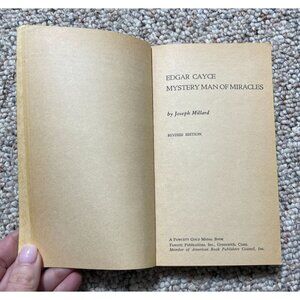 EDGAR CAYCE
MYSTERY MAN OF MIRACLES
by Joseph Millard
REVISED EDITION
A FAWCETT GOLD MEDAL BOOK
Fawcett Publications, Inc., Greenwich, Conn.
Member of American Book Publishers Council, Inc.